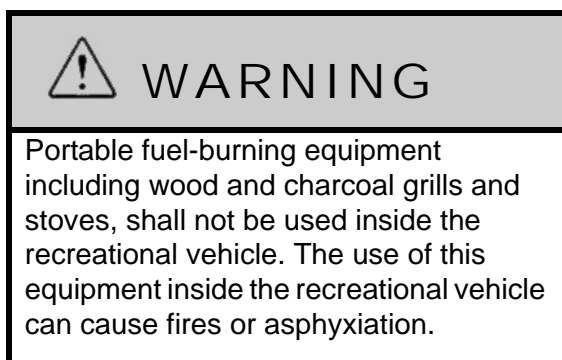 WARNING
Portable fuel-burning equipment
including wood and charcoal grills and
stoves, shall not be used inside the
recreational vehicle. The use of this
equipment inside the recreational vehicle
can cause fires or asphyxiation.